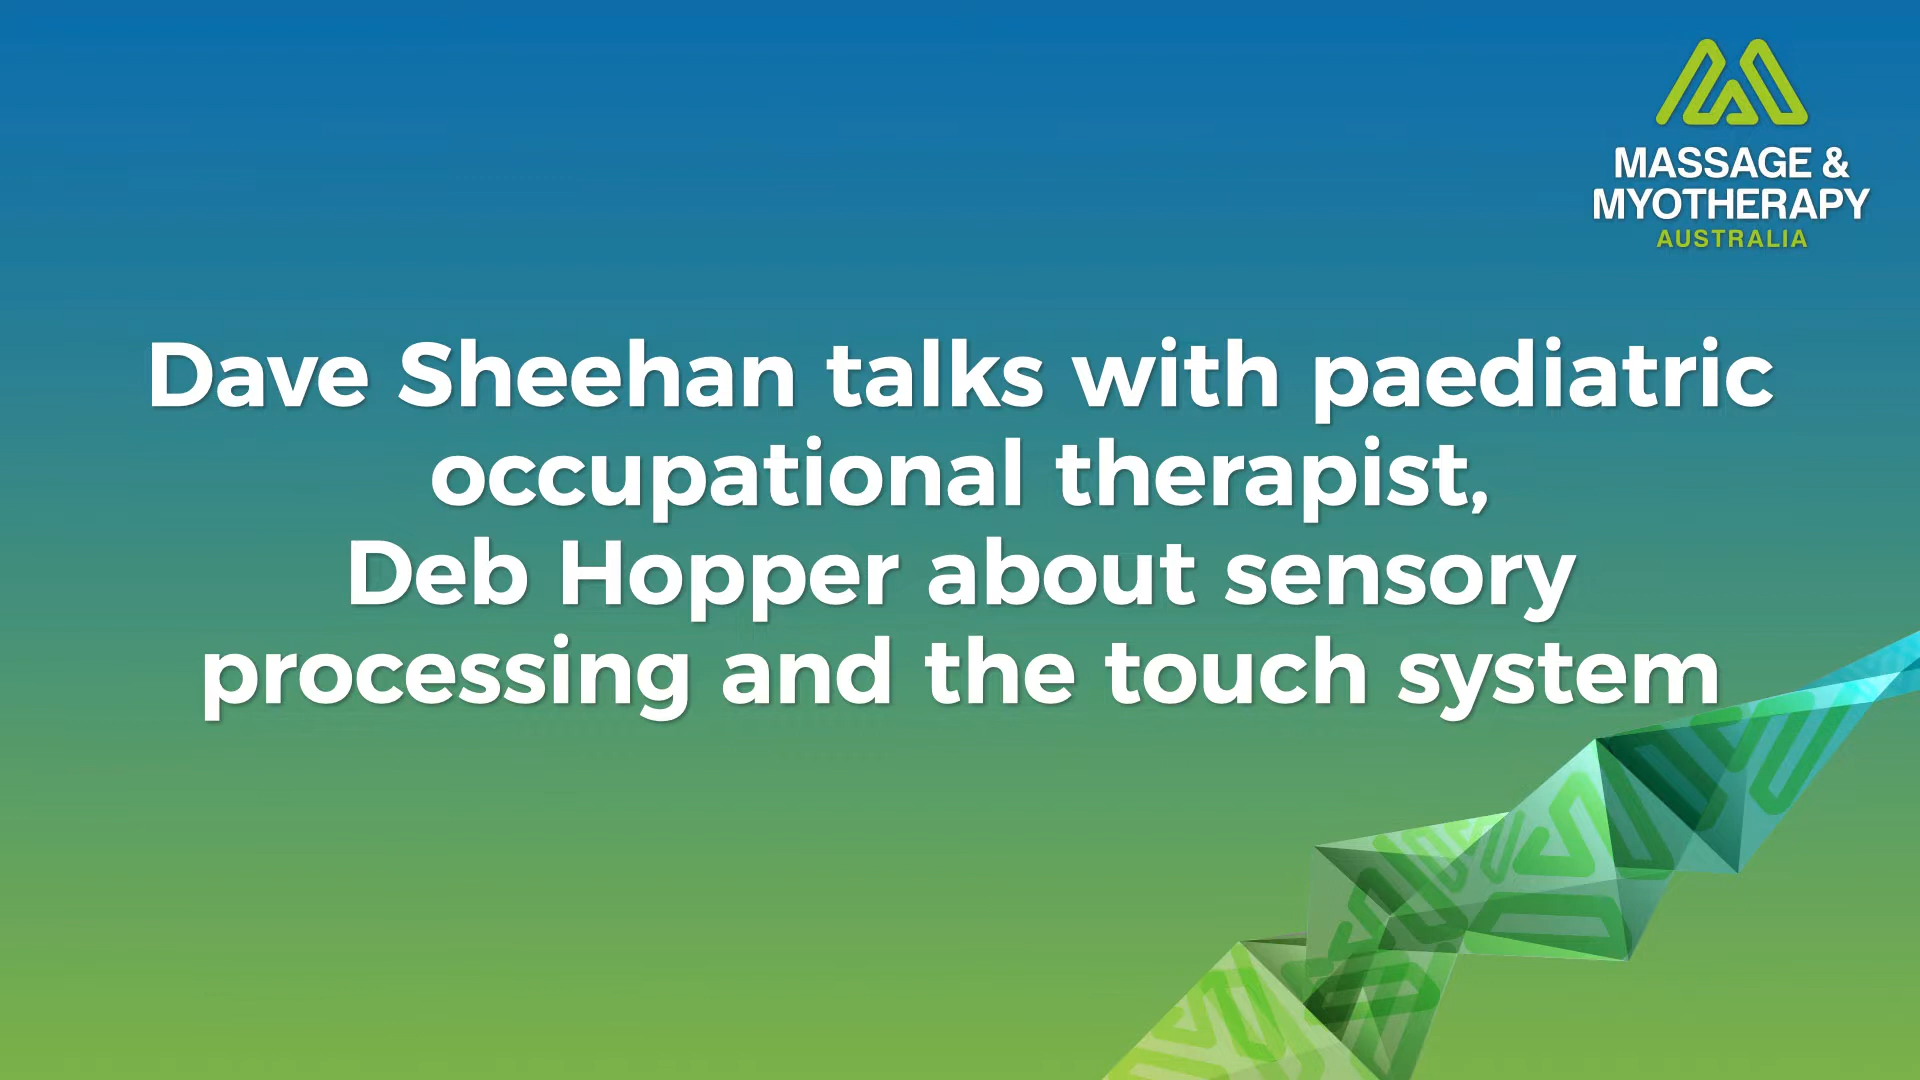 MASSAGE &
MYOTHERAPY
AUSTRALIA
Dave Sheehan talks with paediatric
occupational therapist,
Deb Hopper about sensory
processing and the touch system